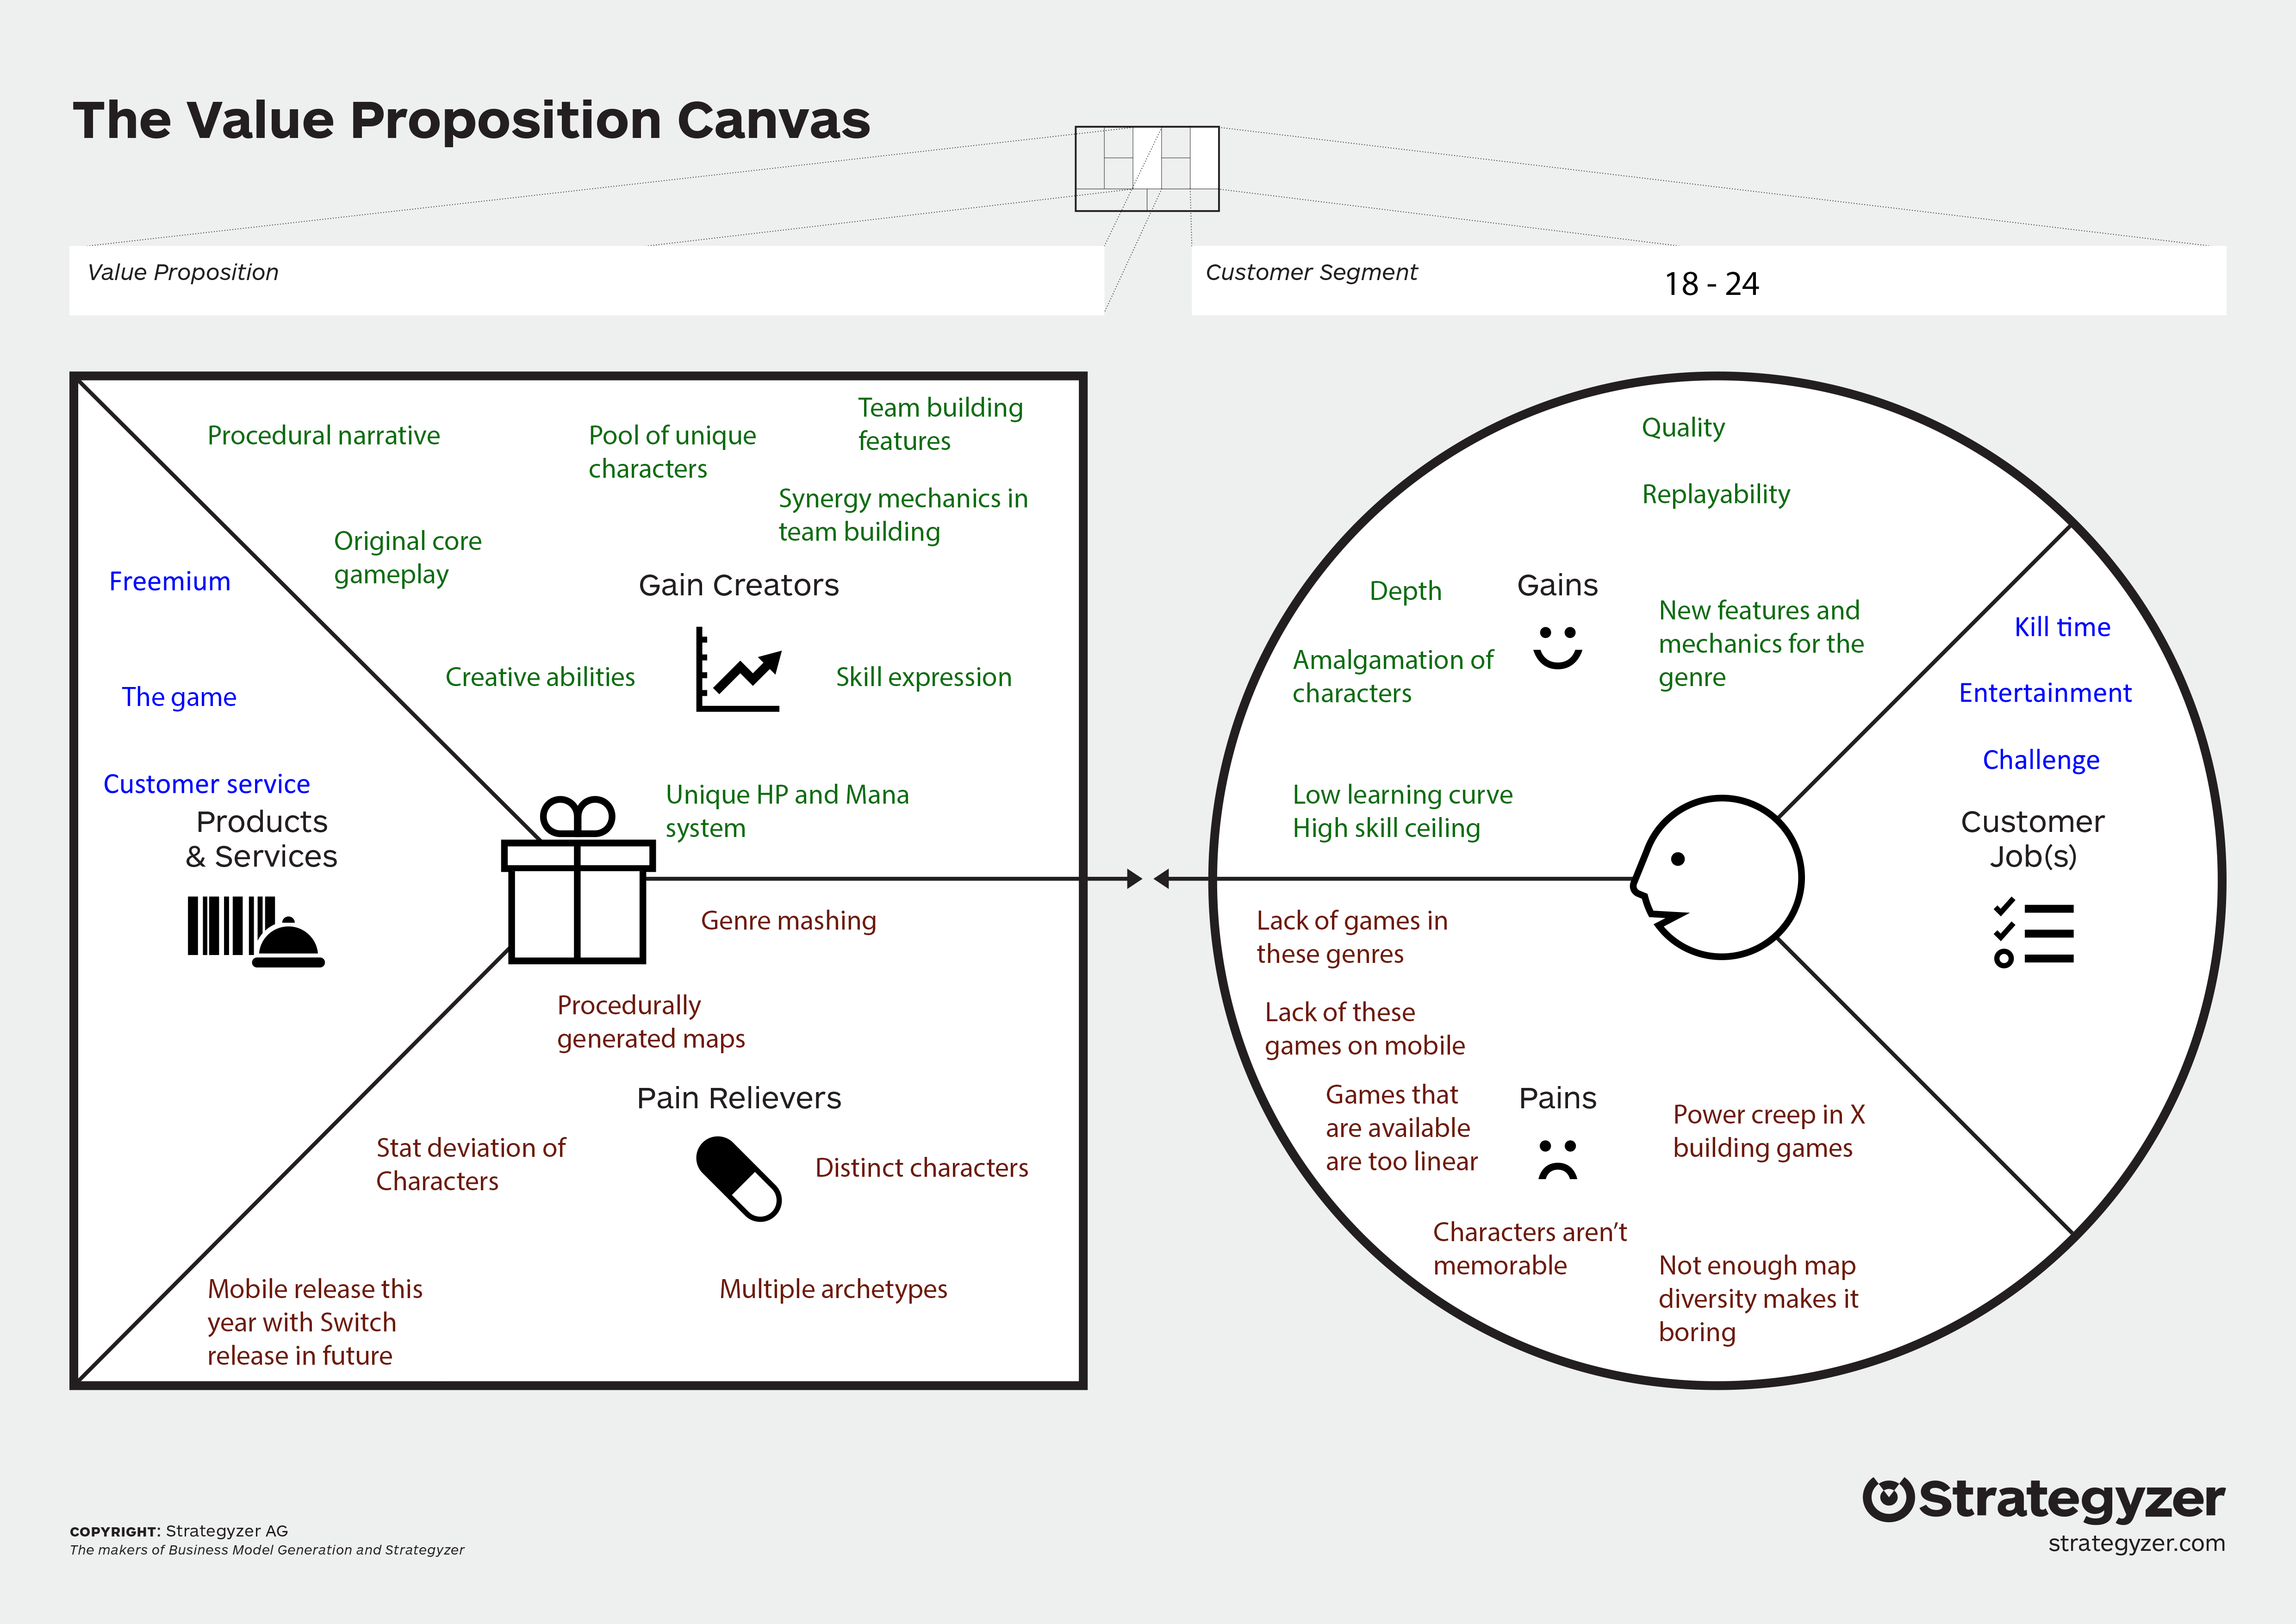 The Value Proposition Canvas
Value Proposition
Customer Segment
18 - 24
Procedural narrative
Pool of unique
characters
Team building
features
Synergy mechanics in
team building
Original core
gameplay
Gain Creators
Creative abilities
Skill expression
Unique HP and Mana
system
Freemium
The game
Customer service
Products
& Services
Genre mashing
Procedurally
generated maps
Pain Relievers
Stat deviation of
Characters
Distinct characters
Mobile release this
year with Switch
release in future
Multiple archetypes
Quality
Replayability
Depth
Gains
Amalgamation of
characters
New features and
mechanics for the
genre
Low learning curve
High skill ceiling
Kill time
Entertainment
Challenge
Customer
Job(s)
Lack of games in
these genres
Lack of these
games on mobile
Games that
are available
are too linear
Pains
Power creep in X
building games
Characters aren’t
memorable
Not enough map
diversity makes it
boring
COPYRIGHT: Strategyzer AG
The makers of Business Model Generation and Strategyzer
Strategyzer
strategyzer.com